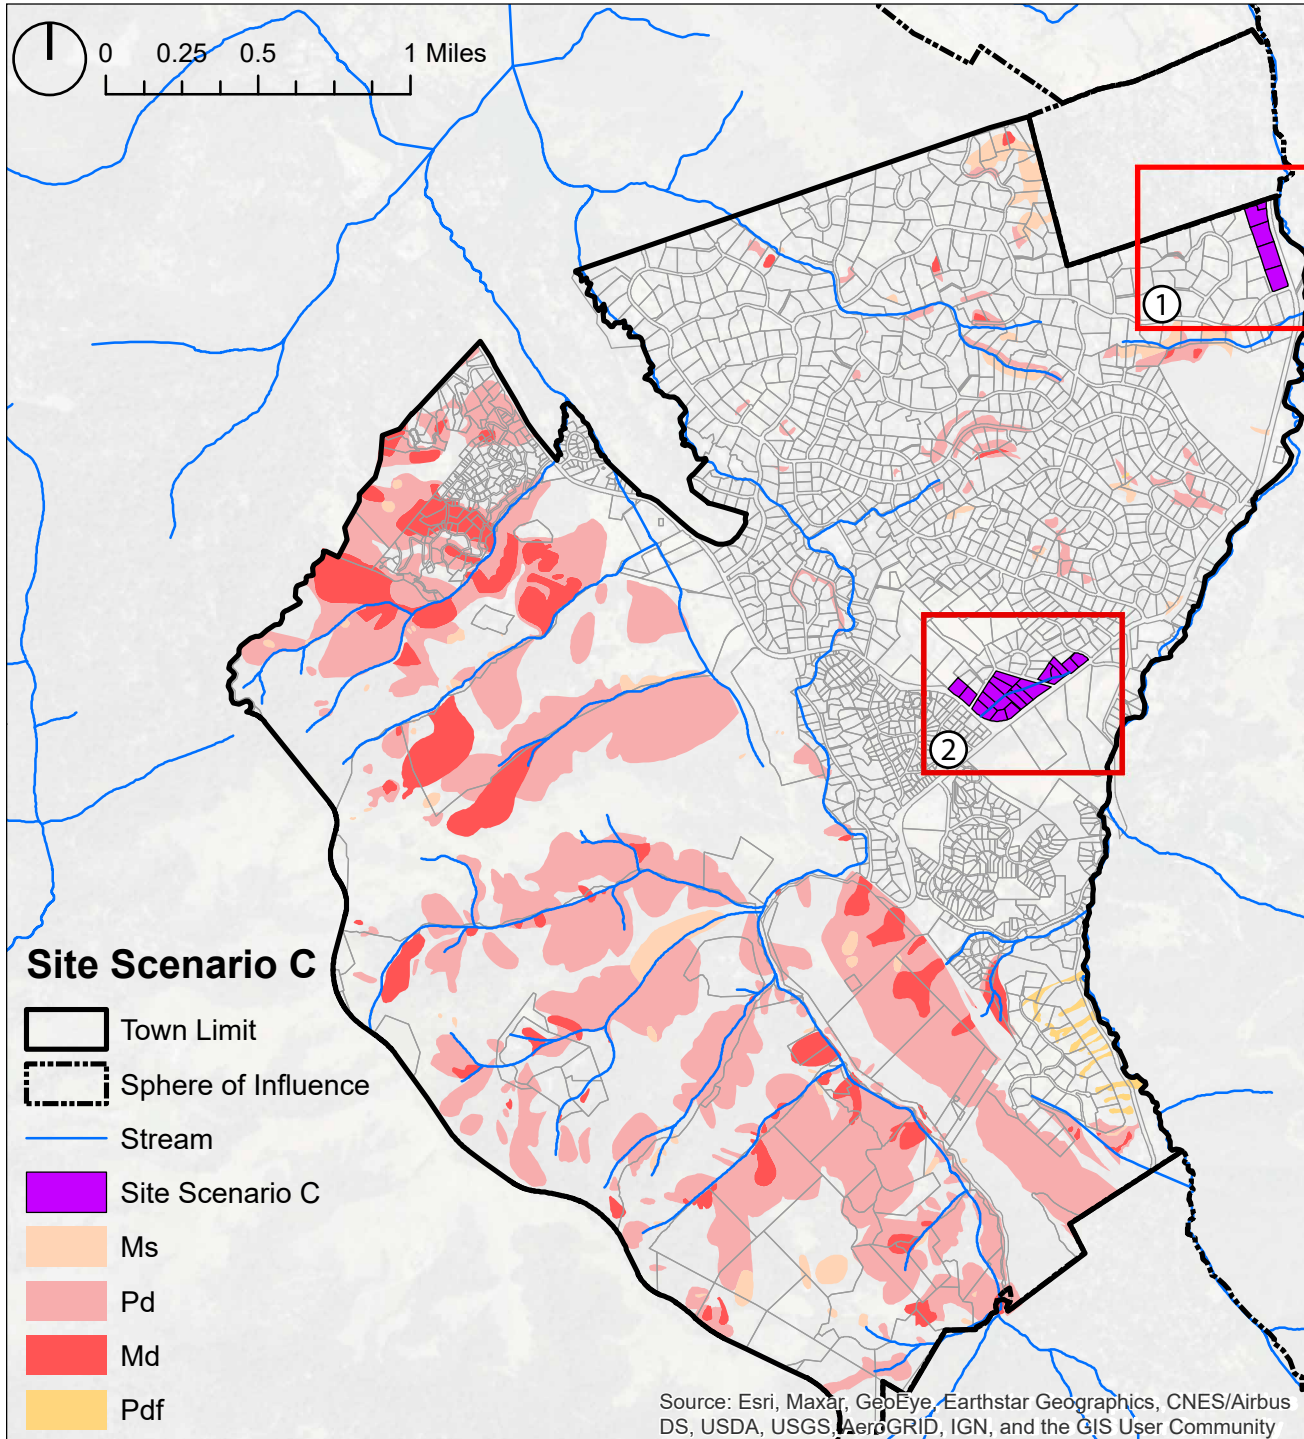 0 0.25 0.5 1 Miles
1
2
Site Scenario C
Town Limit
Sphere of Influence
Stream
Site Scenario C
Ms
Pd
Md
Pdf
Source: Esri, Maxar, GeoEye, Earthstar Geographics, CNES/Airbus
DS, USDA, USGS, AeroGRID, IGN, and the GIS User Community